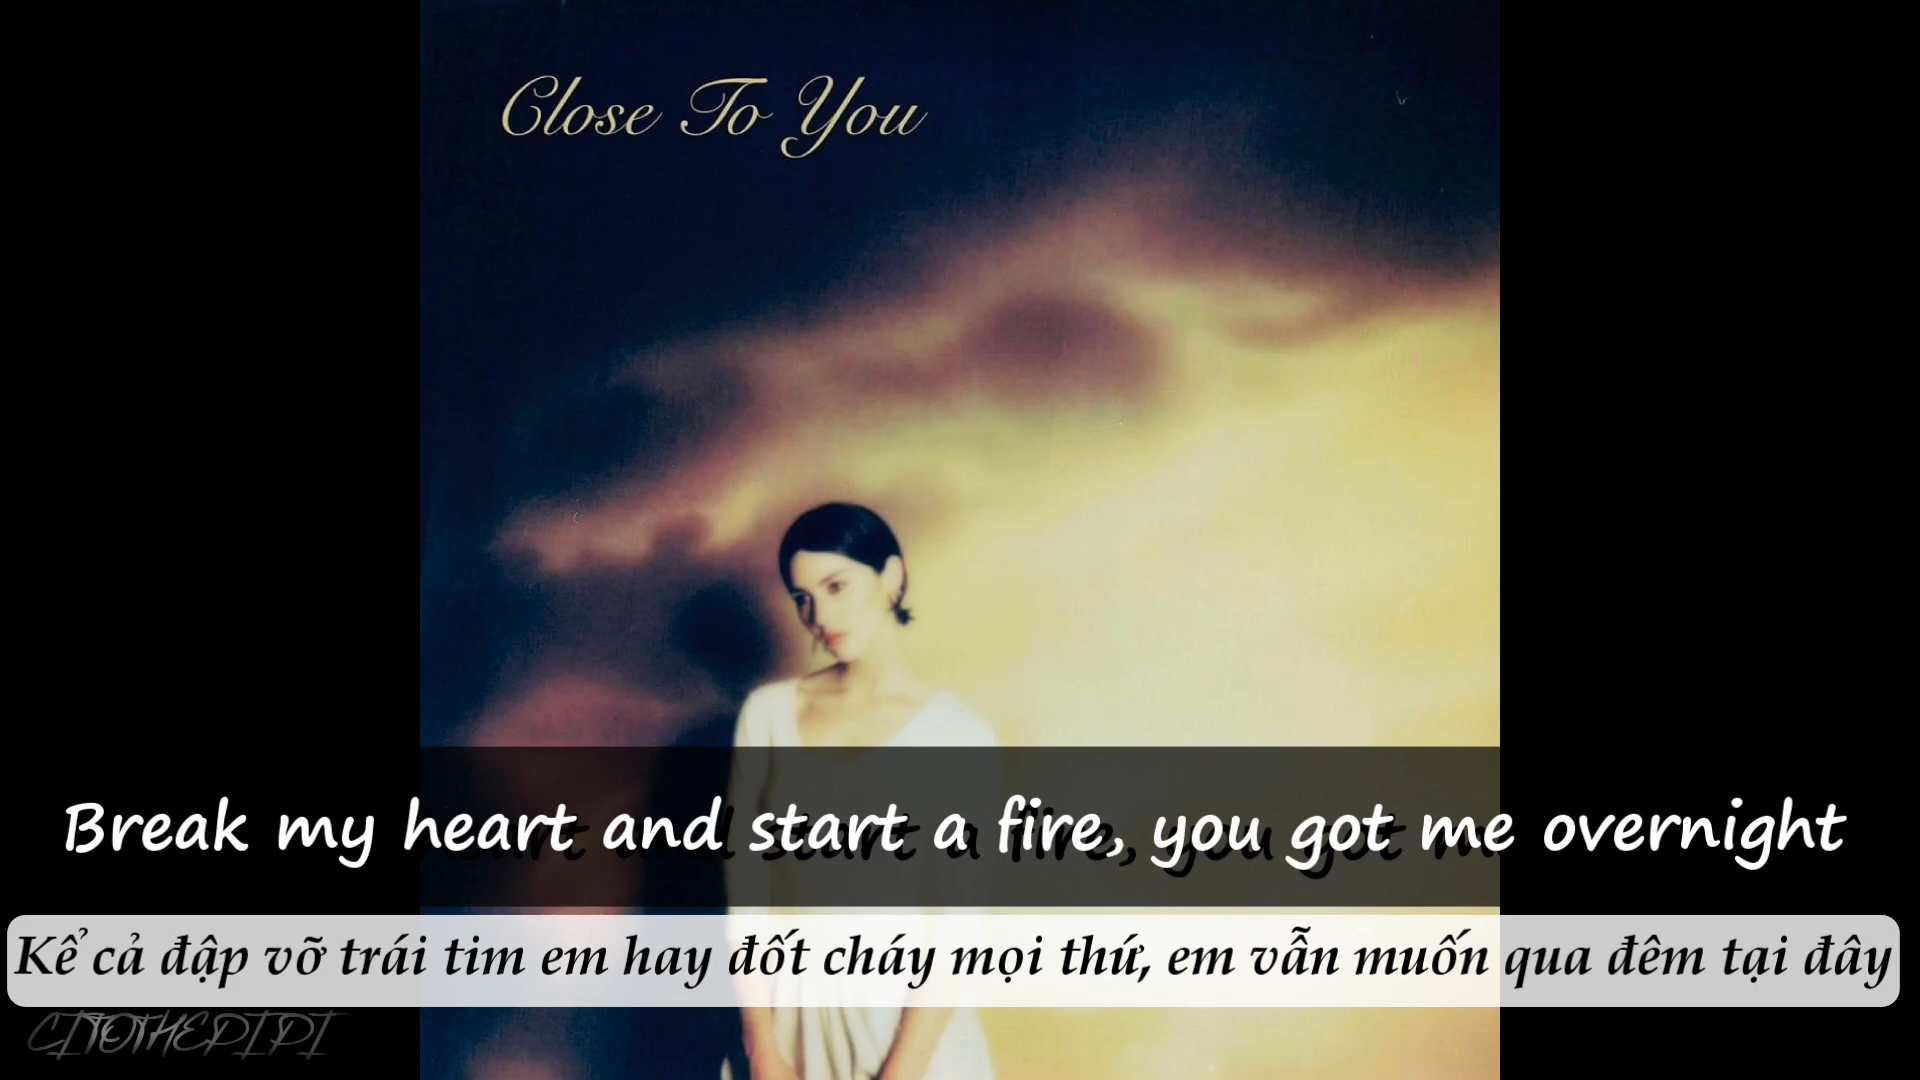 Close To You
Break my heart and start a fire, you got me overnight
Kể cả đập vỡ trái tim em hay đốt cháy mọi thứ, em vẫn muốn qua đêm tại đây
CITOTHEPIPI